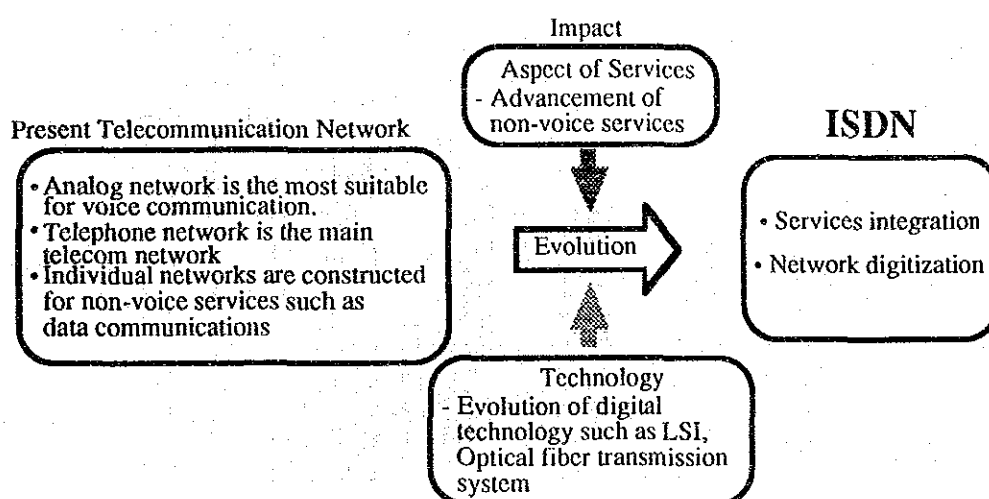 Impact
Aspect of Services
- Advancement of
non-voice services
Present Telecommunication Network
• Analog network is the most suitable
for voice communication.
• Telephone network is the main
telecom network
• Individual networks are constructed
for non-voice services such as
data communications
Evolution
ISDN
• Services integration
• Network digitization
Technology
- Evolution of digital
technology such as LSI,
Optical fiber transmission
system